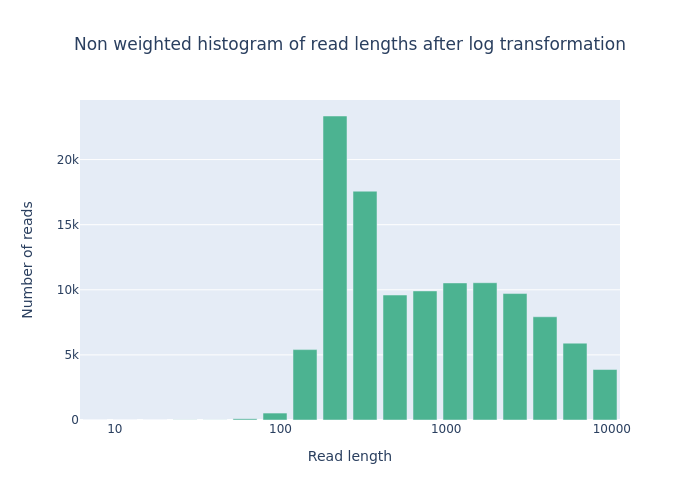 Non weighted histogram of read lengths after log transformation
Number of reads
20k
15k
10k
5k
0
10 100 1000 10000
Read length